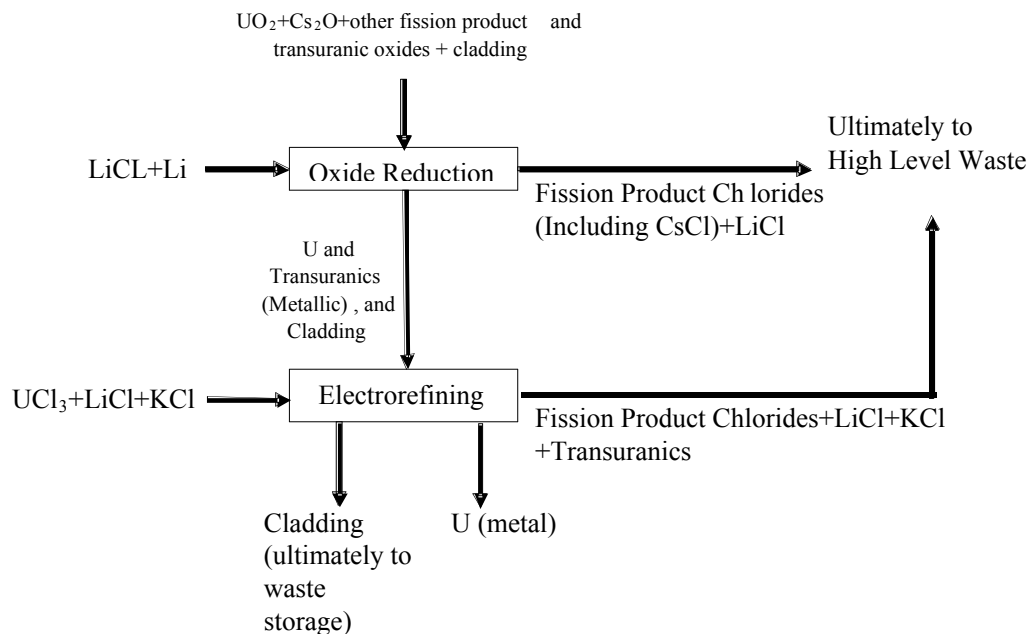 UO₂+Cs₂O+other fission product and
transuranic oxides + cladding
LiCL+Li
Oxide Reduction
Ultimately to
High Level Waste
Fission Product Chlorides
(Including CsCl)+LiCl
U and
Transuranics
(Metallic) , and
Cladding
UCl₃+LiCl+KCl
Electrorefining
Fission Product Chlorides+LiCl+KCl
+Transuranics
Cladding
(ultimately to
waste
storage)
U (metal)